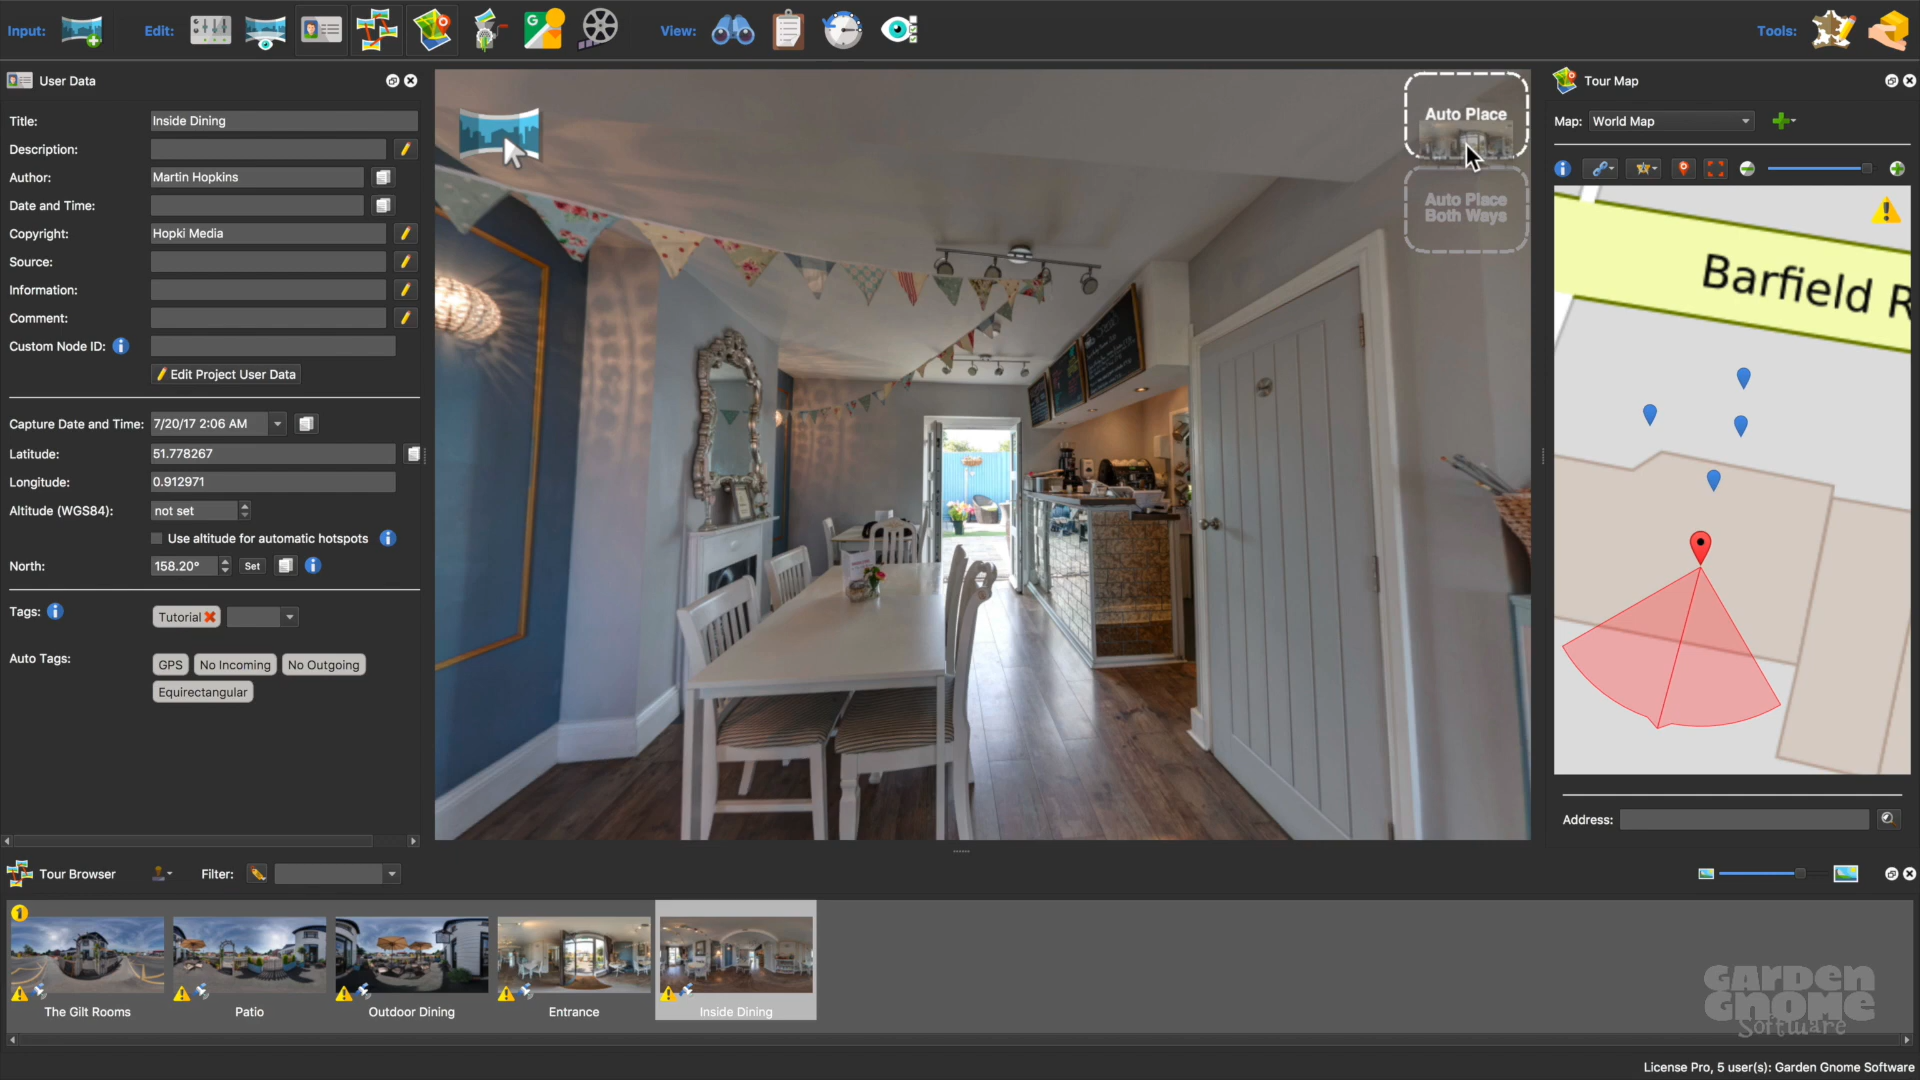 Input:
Edit:
View:
Tools:
User Data
Title:
Inside Dining
Description:
Author:
Martin Hopkins
Date and Time:
Copyright:
Hopki Media
Source:
Information:
Comment:
Custom Node ID:
Edit Project User Data
Capture Date and Time:
7/20/17 2:06 AM
Latitude:
51.778267
Longitude:
0.912971
Altitude (WGS84):
not set
Use altitude for automatic hotspots
North:
158.20°
Set
Tags:
Tutorial
Auto Tags:
GPS
No Incoming
No Outgoing
Equirectangular
Auto Place
Auto Place
Both Ways
Tour Map
Map:
World Map
Barfield R
Address:
Tour Browser
Filter:
1
The Gilt Rooms
Patio
Outdoor Dining
Entrance
Inside Dining
GARDEN
GNOME
Software
License Pro, 5 user(s): Garden Gnome Software